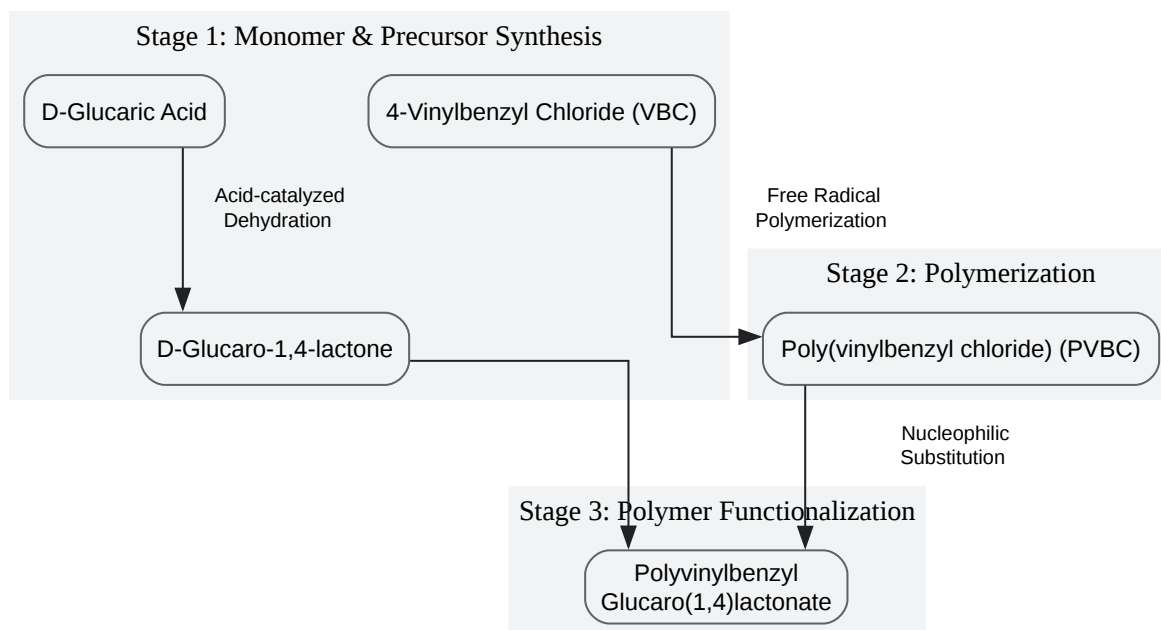 Stage 1: Monomer & Precursor Synthesis
D-Glucaric Acid
4-Vinylbenzyl Chloride (VBC)
Acid-catalyzed
Dehydration
Free Radical
Polymerization
Stage 2: Polymerization
D-Glucaro-1,4-lactone
Poly(vinylbenzyl chloride) (PVBC)
Nucleophilic
Substitution
Stage 3: Polymer Functionalization
Polyvinylbenzyl
Glucaro(1,4)lactonate